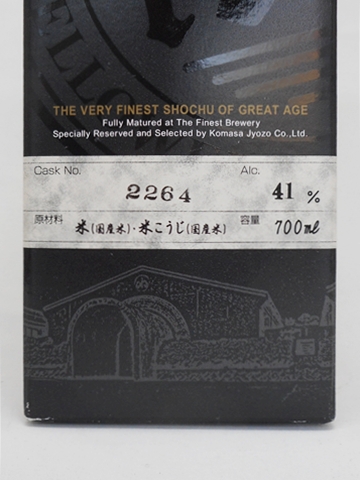 THE VERY FINEST SHOCHU OF GREAT AGE
Fully Matured at The Finest Brewery
Specially Reserved and Selected by Komasa Jyozo Co.,Ltd.
Cask No. 2264 Alc. 41 %
原材料 米(国産米)・米こうじ(国産米) 容量 700ml